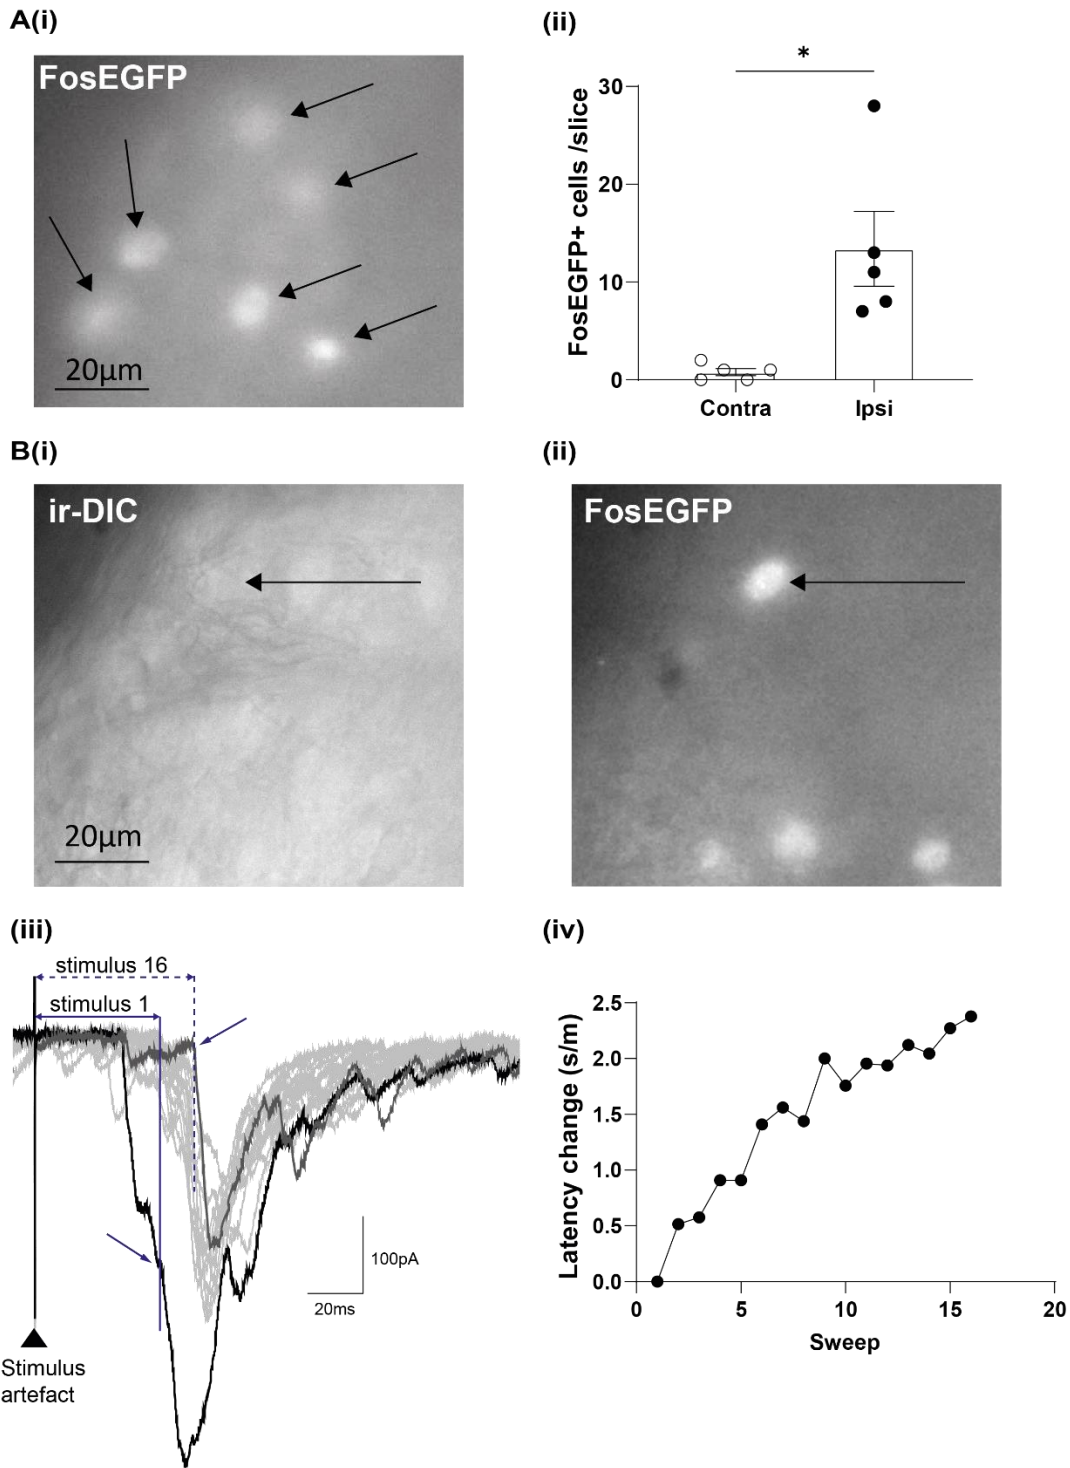 A(i)
FosEGFP
20µm
(ii)
*
FosEGFP+ cells /slice
30
20
10
0
Contra
Ipsi
B(i)
ir-DIC
20µm
(ii)
FosEGFP
(iii)
stimulus 16
stimulus 1
100pA
20ms
Stimulus
artefact
(iv)
Latency change (s/m)
2.5
2.0
1.5
1.0
0.5
0.0
0
5
10
15
20
Sweep